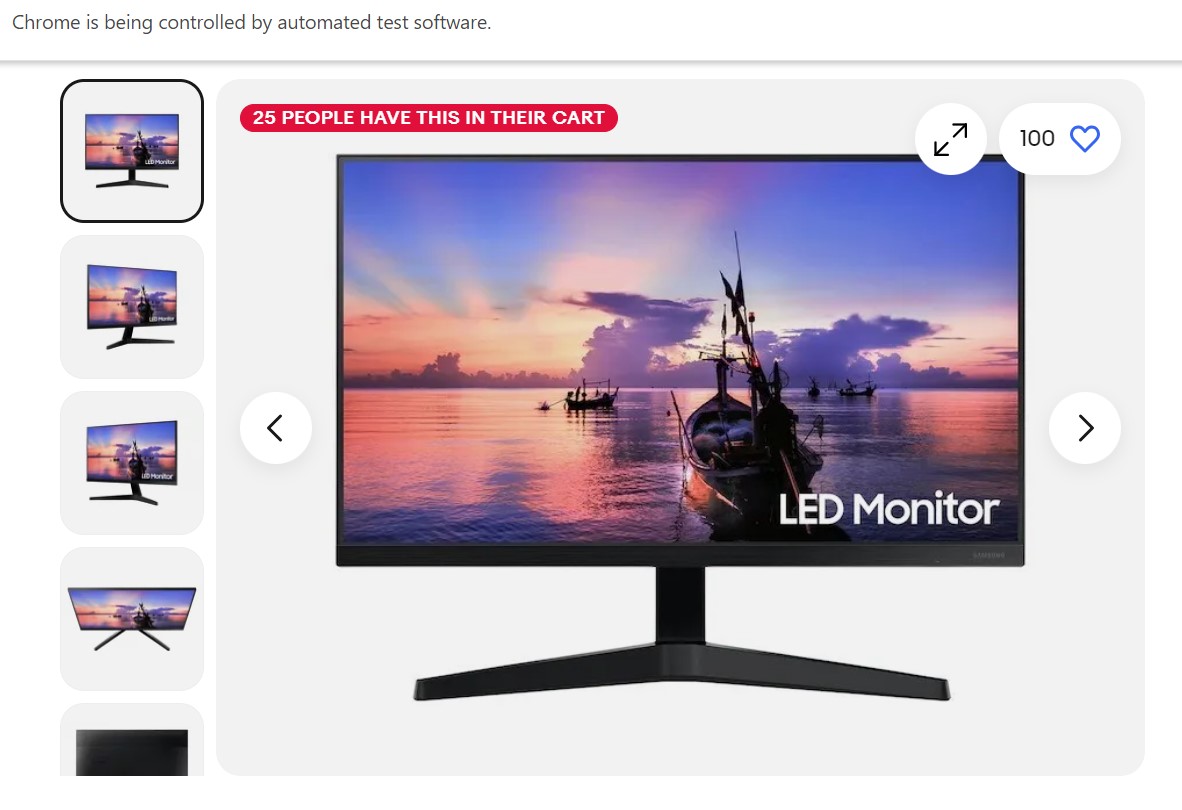 Chrome is being controlled by automated test software.
25 PEOPLE HAVE THIS IN THEIR CART
100
LED Monitor
SAMSUNG
LED Monitor
LED Monitor
LED Monitor